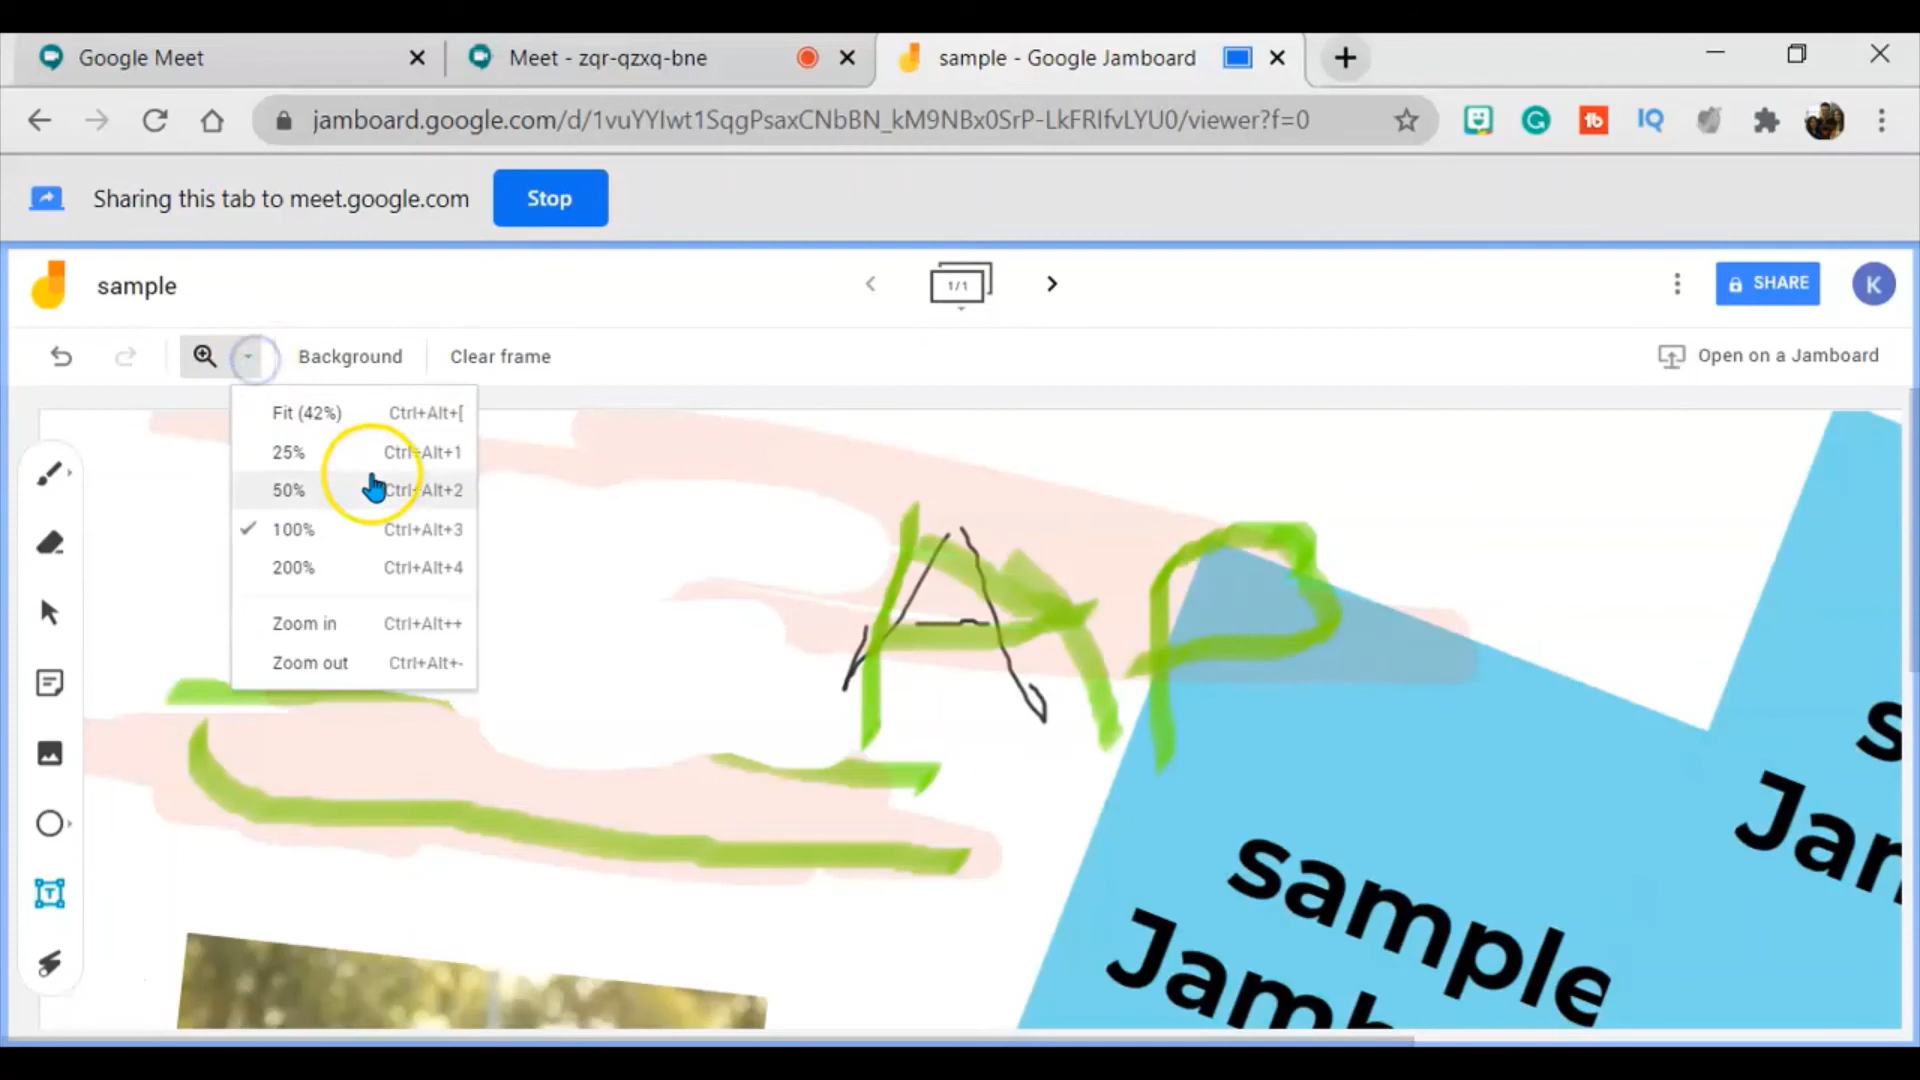 Google Meet
Meet - zqr-qzxq-bne
sample - Google Jamboard
jamboard.google.com/d/1vuYYIwt1SqgPsaxCNbBN_kM9NBx0SrP-LkFRIfvLYU0/viewer?f=0
Sharing this tab to meet.google.com
Stop
sample
1/1
SHARE
K
Background
Clear frame
Open on a Jamboard
Fit (42%) Ctrl+Alt+[
25% Ctrl+Alt+1
50% Ctrl+Alt+2
100% Ctrl+Alt+3
200% Ctrl+Alt+4
Zoom in Ctrl+Alt++
Zoom out Ctrl+Alt+-
A
AP
sample